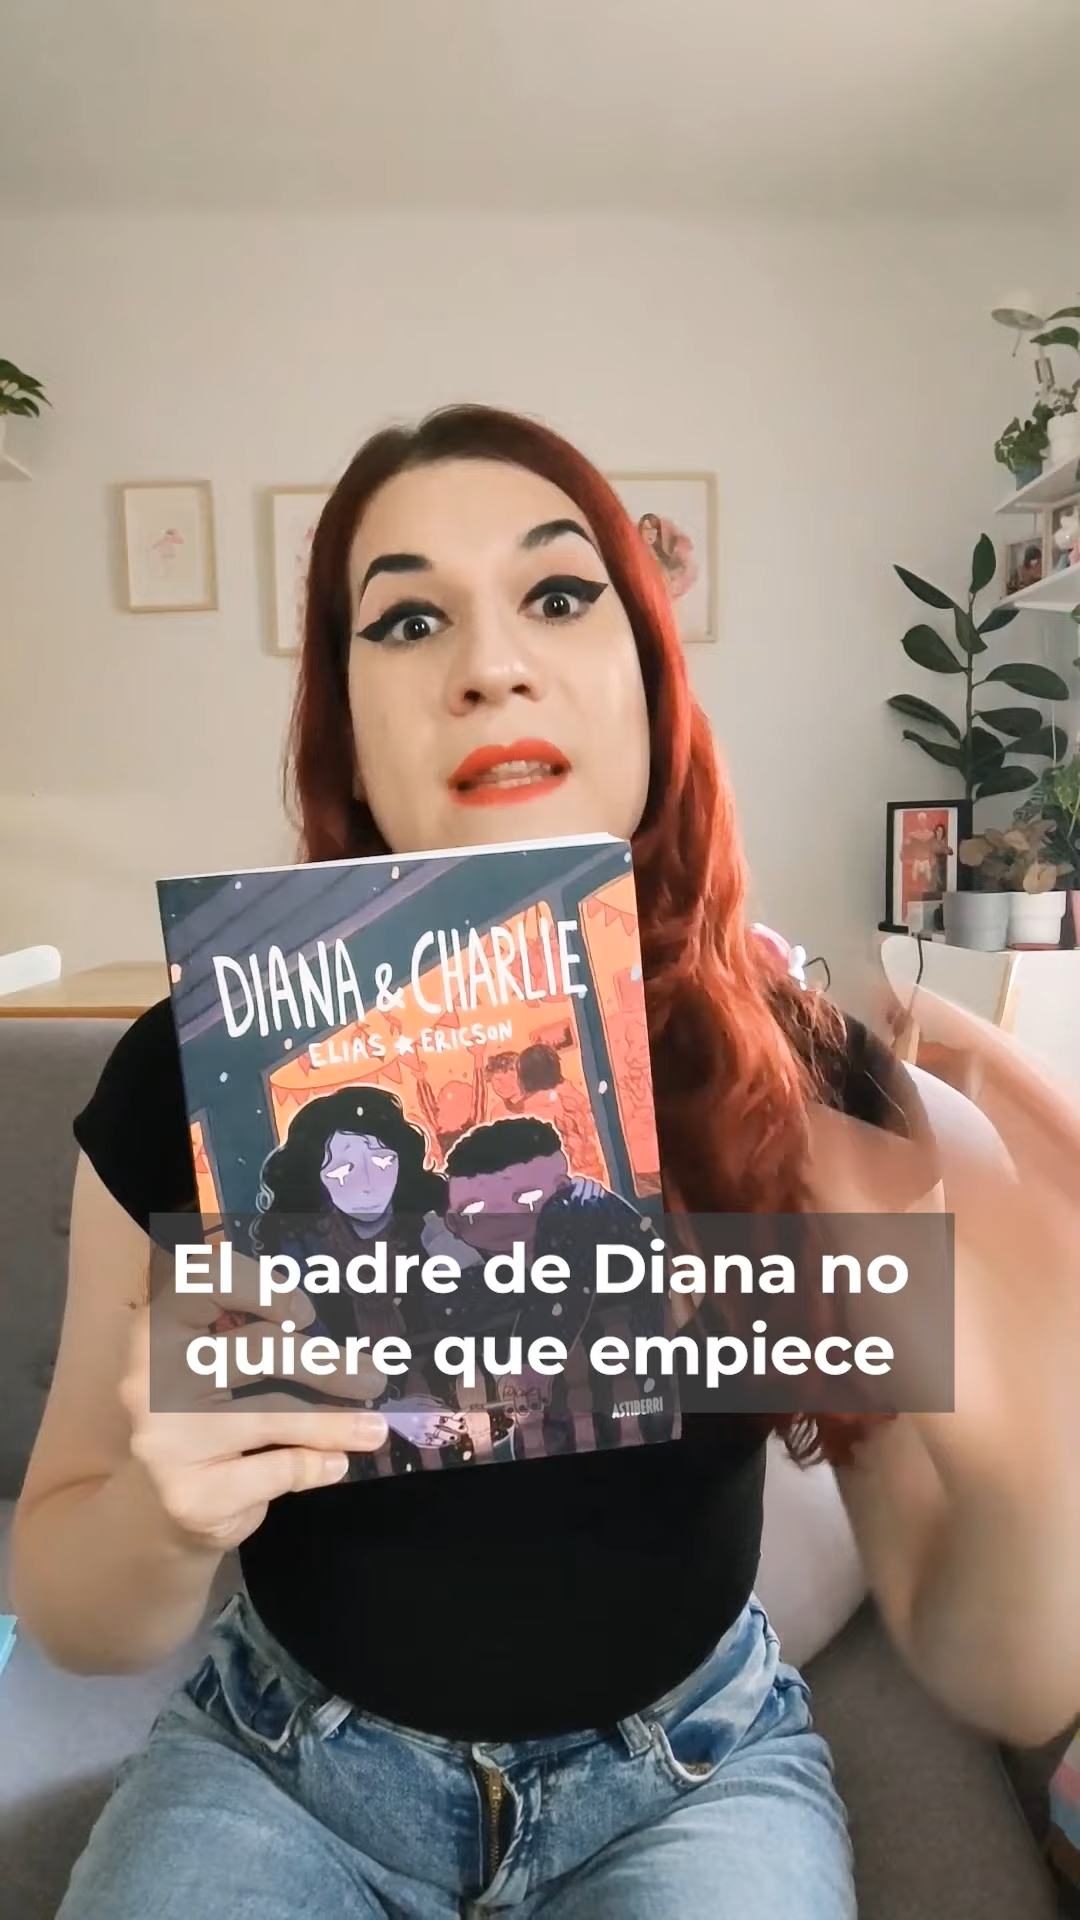 DIANA & CHARLIE
ELIAS ★ ERICSON
El padre de Diana no
quiere que empiece
ASTIBERRI